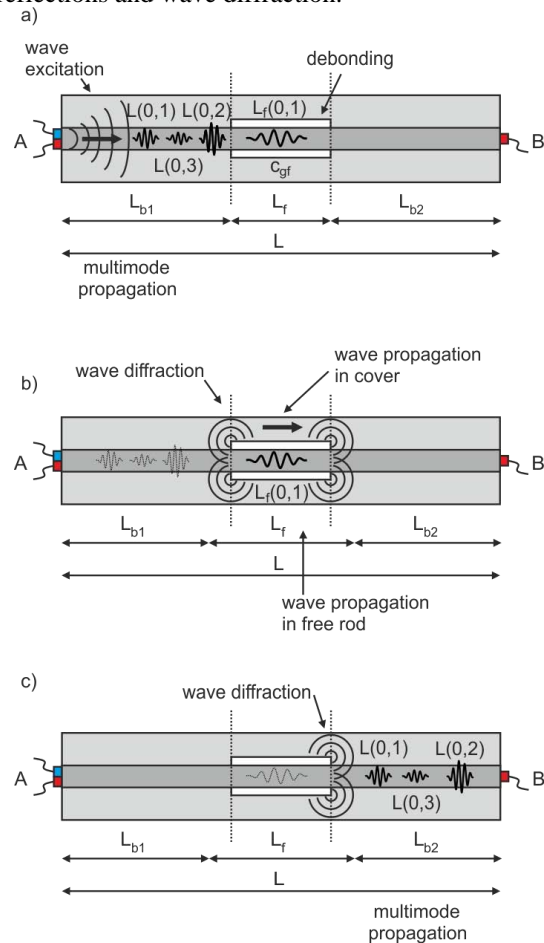 reflections and wave diffraction.
a)
wave
excitation
debonding
L(0,1) L(0,2) L_f(0,1)
A
B
L(0,3)
c_gf
L_b1 L_f L_b2
L
multimode
propagation
b)
wave diffraction
wave propagation
in cover
A
B
L_f(0,1)
L_b1 L_f L_b2
L
wave propagation
in free rod
c)
wave diffraction
L(0,1) L(0,2)
A
B
L(0,3)
L_b1 L_f L_b2
L
multimode
propagation